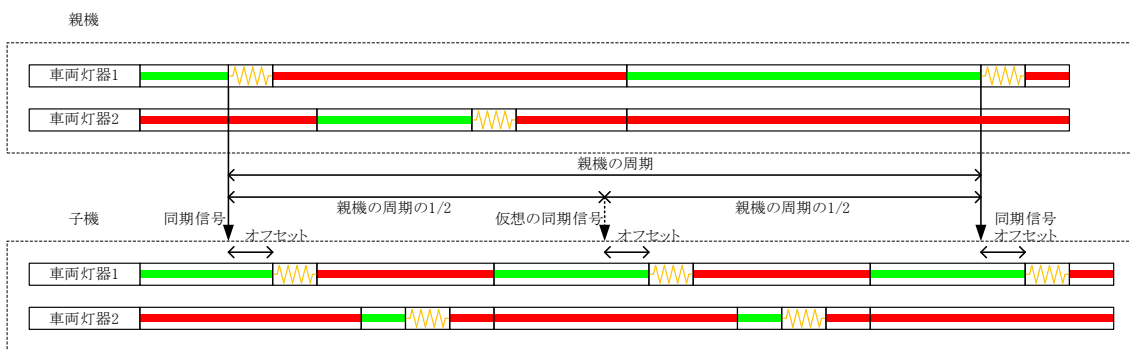 親機
車両灯器1
車両灯器2
親機の周期
親機の周期の1/2
親機の周期の1/2
子機
同期信号
仮想の同期信号
同期信号
オフセット
オフセット
オフセット
車両灯器1
車両灯器2